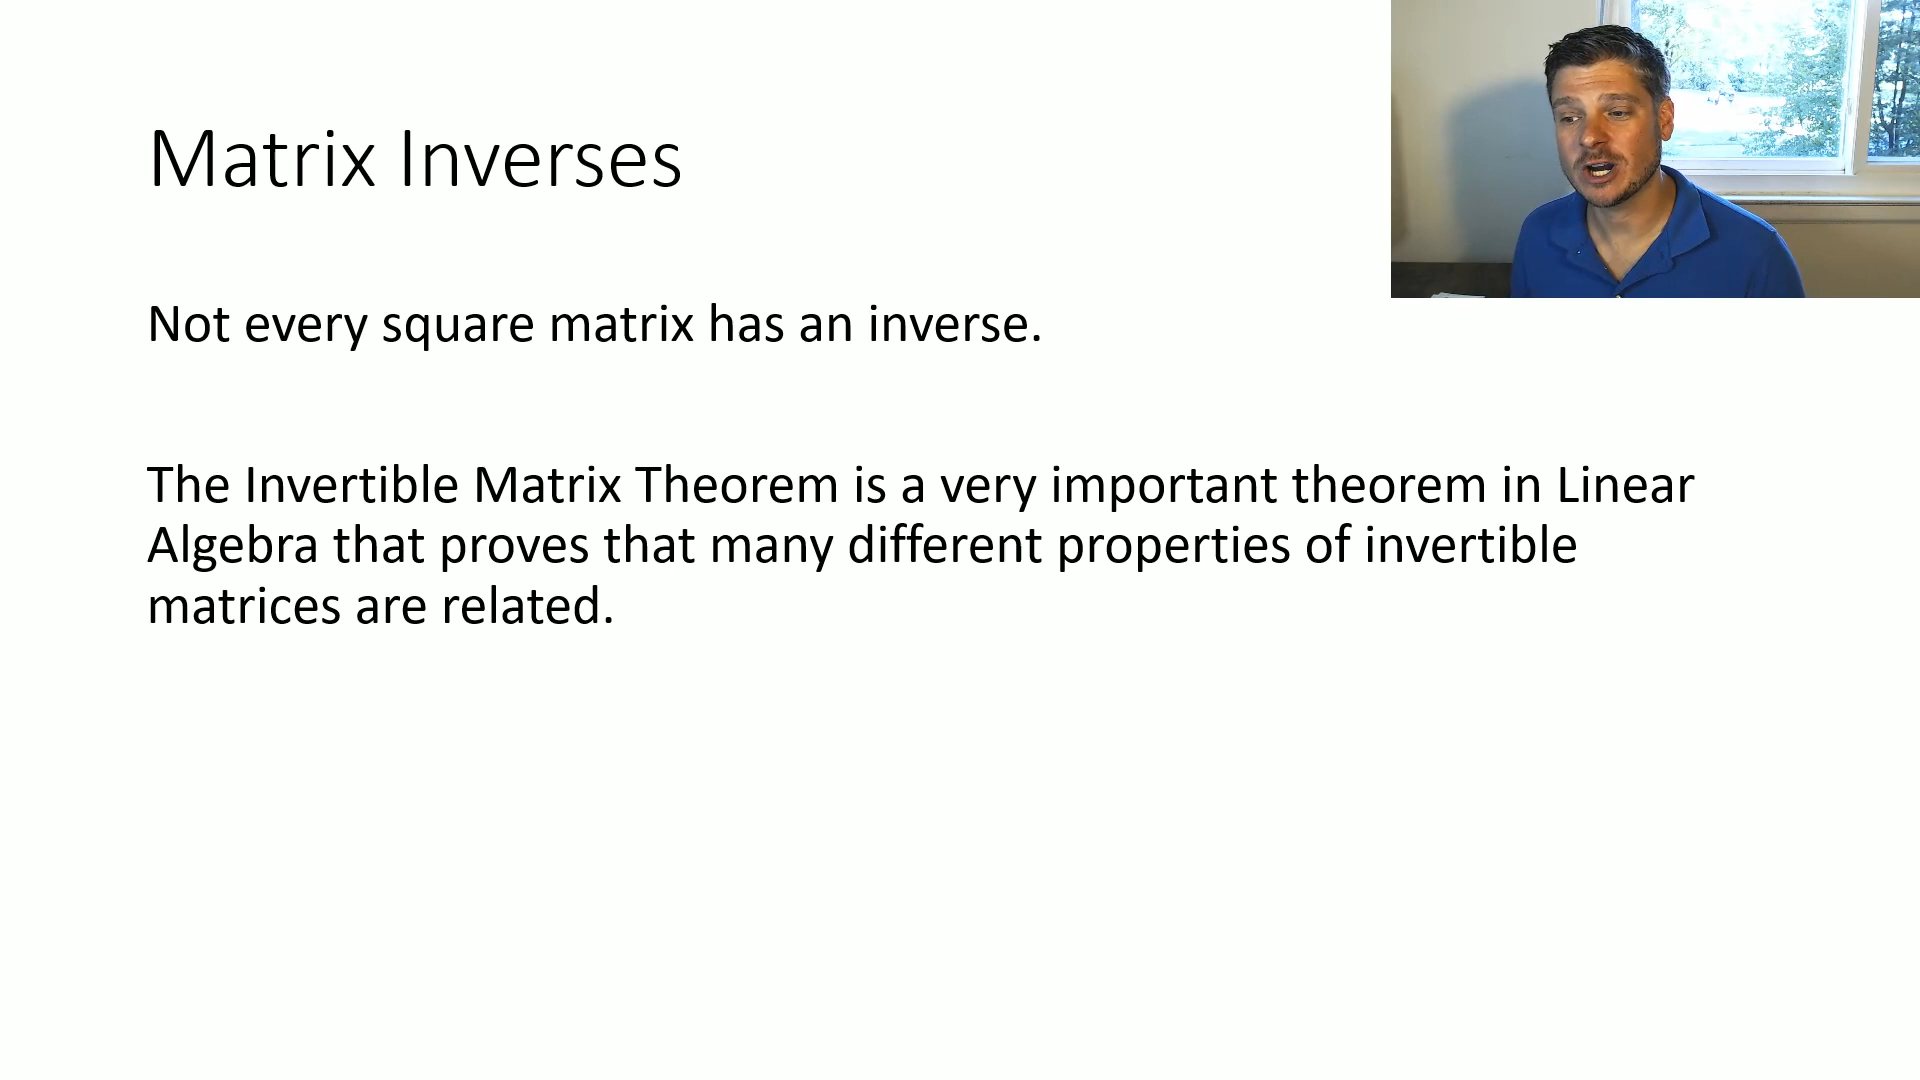 Matrix Inverses
Not every square matrix has an inverse.
The Invertible Matrix Theorem is a very important theorem in Linear
Algebra that proves that many different properties of invertible
matrices are related.